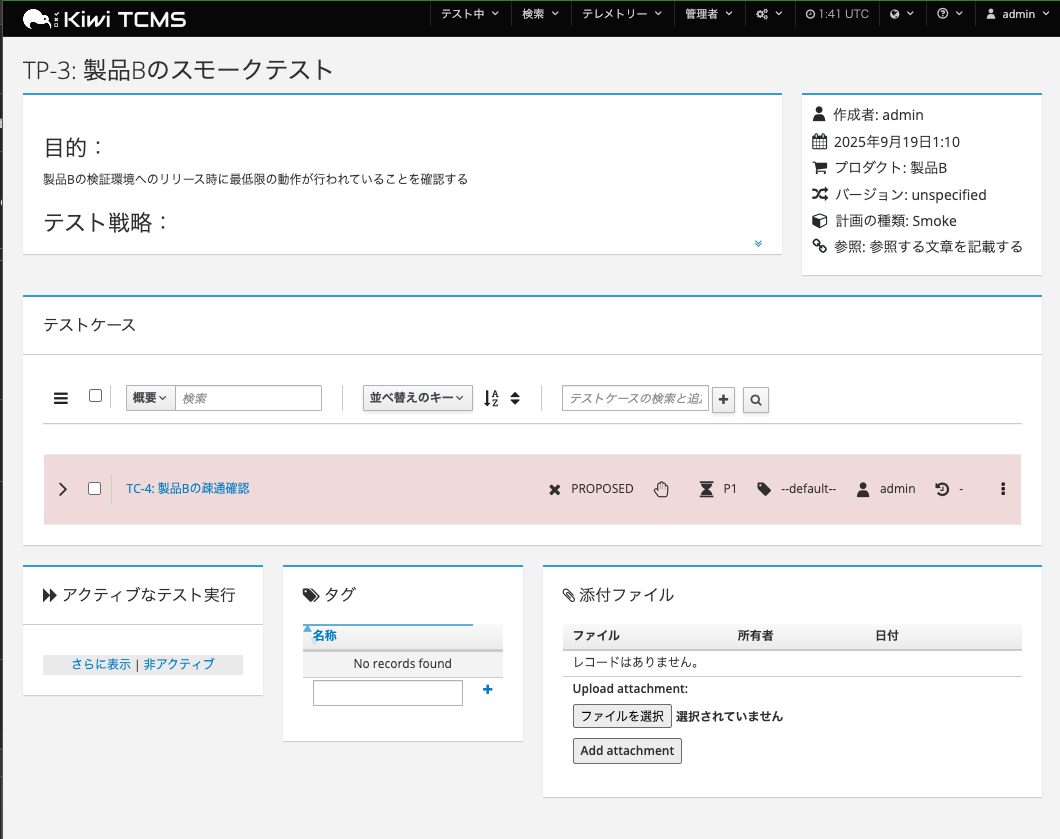 Kiwi TCMS
テスト中 検索 テレメトリー 管理者 1:41 UTC admin
TP-3: 製品Bのスモークテスト
目的：
製品Bの検証環境へのリリース時に最低限の動作が行われていることを確認する
テスト戦略：
作成者: admin
2025年9月19日1:10
プロダクト: 製品B
バージョン: unspecified
計画の種類: Smoke
参照: 参照する文章を記載する
テストケース
概要 検索 並べ替えのキー テストケースの検索と追
TC-4: 製品Bの疎通確認 PROPOSED P1 --default-- admin -
アクティブなテスト実行
さらに表示 | 非アクティブ
タグ
名称
No records found
添付ファイル
ファイル 所有者 日付
レコードはありません。
Upload attachment:
ファイルを選択 選択されていません
Add attachment